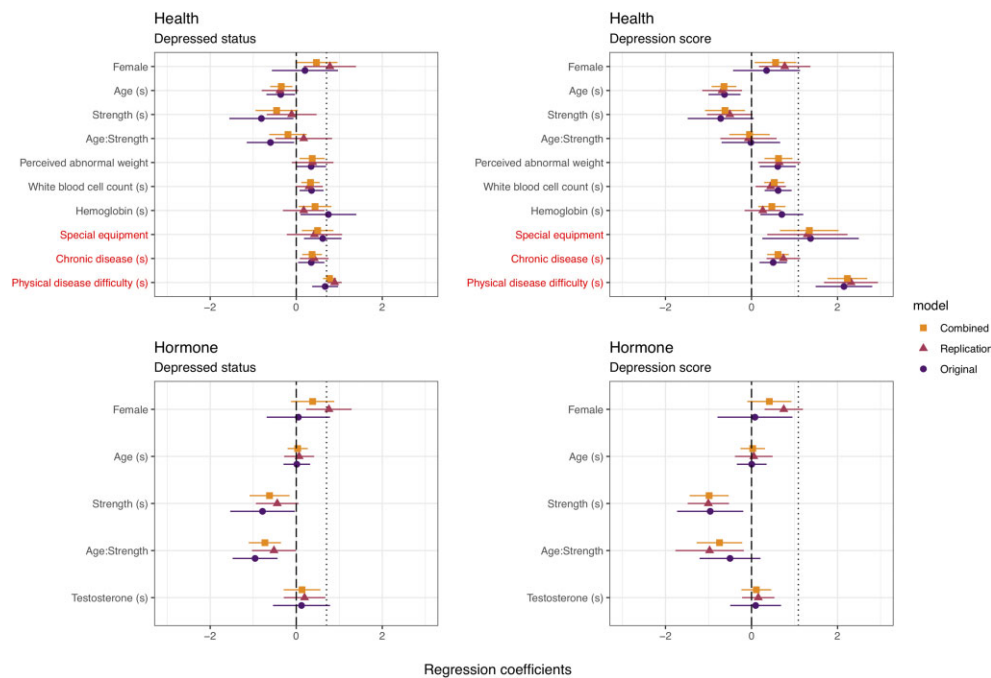 Health
Depressed status
Female
Age (s)
Strength (s)
Age:Strength
Perceived abnormal weight
White blood cell count (s)
Hemoglobin (s)
Special equipment
Chronic disease (s)
Physical disease difficulty (s)
−2 0 2
Health
Depression score
Female
Age (s)
Strength (s)
Age:Strength
Perceived abnormal weight
White blood cell count (s)
Hemoglobin (s)
Special equipment
Chronic disease (s)
Physical disease difficulty (s)
−2 0 2
Hormone
Depressed status
Female
Age (s)
Strength (s)
Age:Strength
Testosterone (s)
−2 0 2
Hormone
Depression score
Female
Age (s)
Strength (s)
Age:Strength
Testosterone (s)
−2 0 2
model
Combined
Replication
Original
Regression coefficients